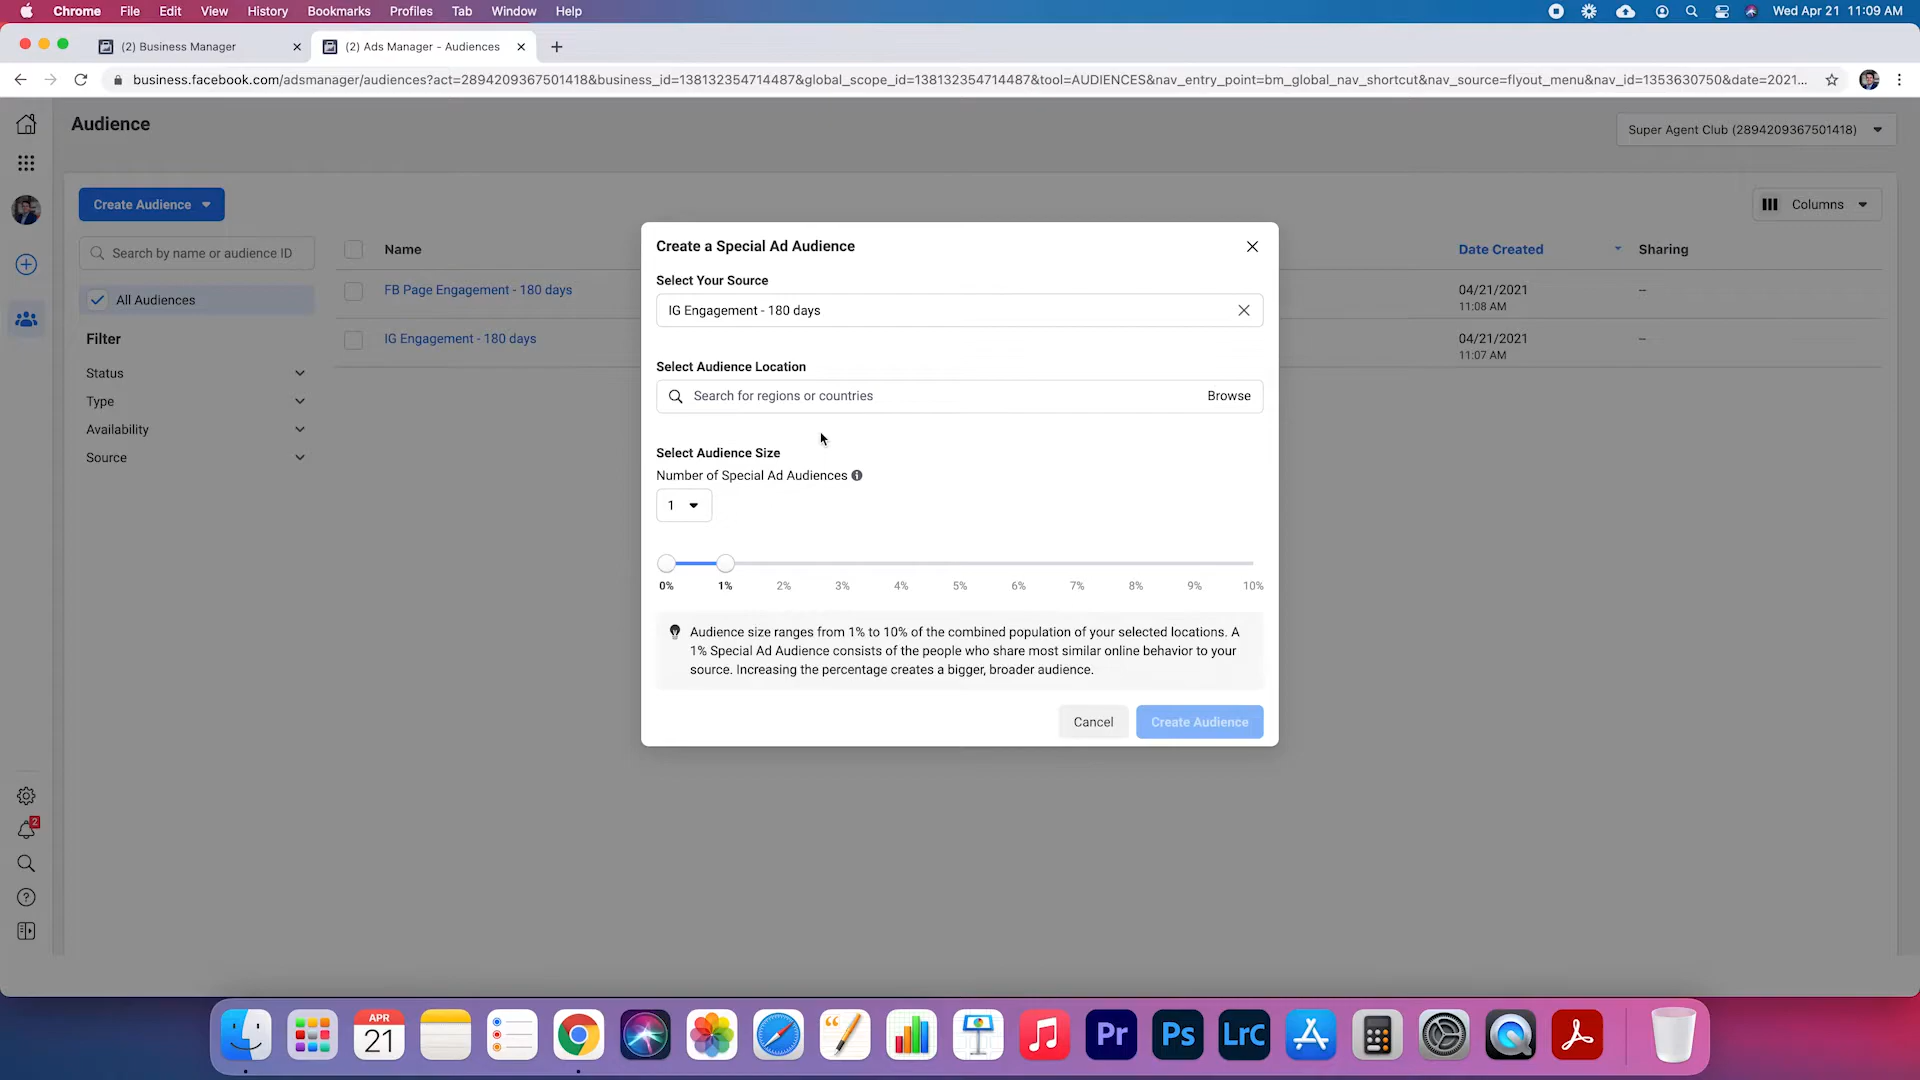 Chrome File Edit View History Bookmarks Profiles Tab Window Help
Wed Apr 21 11:09 AM
(2) Business Manager
(2) Ads Manager - Audiences
business.facebook.com/adsmanager/audiences?act=2894209367501418&business_id=138132354714487&global_scope_id=138132354714487&tool=AUDIENCES&nav_entry_point=bm_global_nav_shortcut&nav_source=flyout_menu&nav_id=1353630750&date=2021...
Audience
Super Agent Club (2894209367501418)
Create Audience
Columns
Search by name or audience ID
Name
Date Created
Sharing
All Audiences
FB Page Engagement - 180 days
04/21/2021
11:08 AM
--
IG Engagement - 180 days
04/21/2021
11:07 AM
--
Filter
Status
Type
Availability
Source
2
Create a Special Ad Audience
Select Your Source
IG Engagement - 180 days
Select Audience Location
Search for regions or countries
Browse
Select Audience Size
Number of Special Ad Audiences
1
0% 1% 2% 3% 4% 5% 6% 7% 8% 9% 10%
Audience size ranges from 1% to 10% of the combined population of your selected locations. A
1% Special Ad Audience consists of the people who share most similar online behavior to your
source. Increasing the percentage creates a bigger, broader audience.
Cancel
Create Audience
APR
21
Pr
Ps
LrC